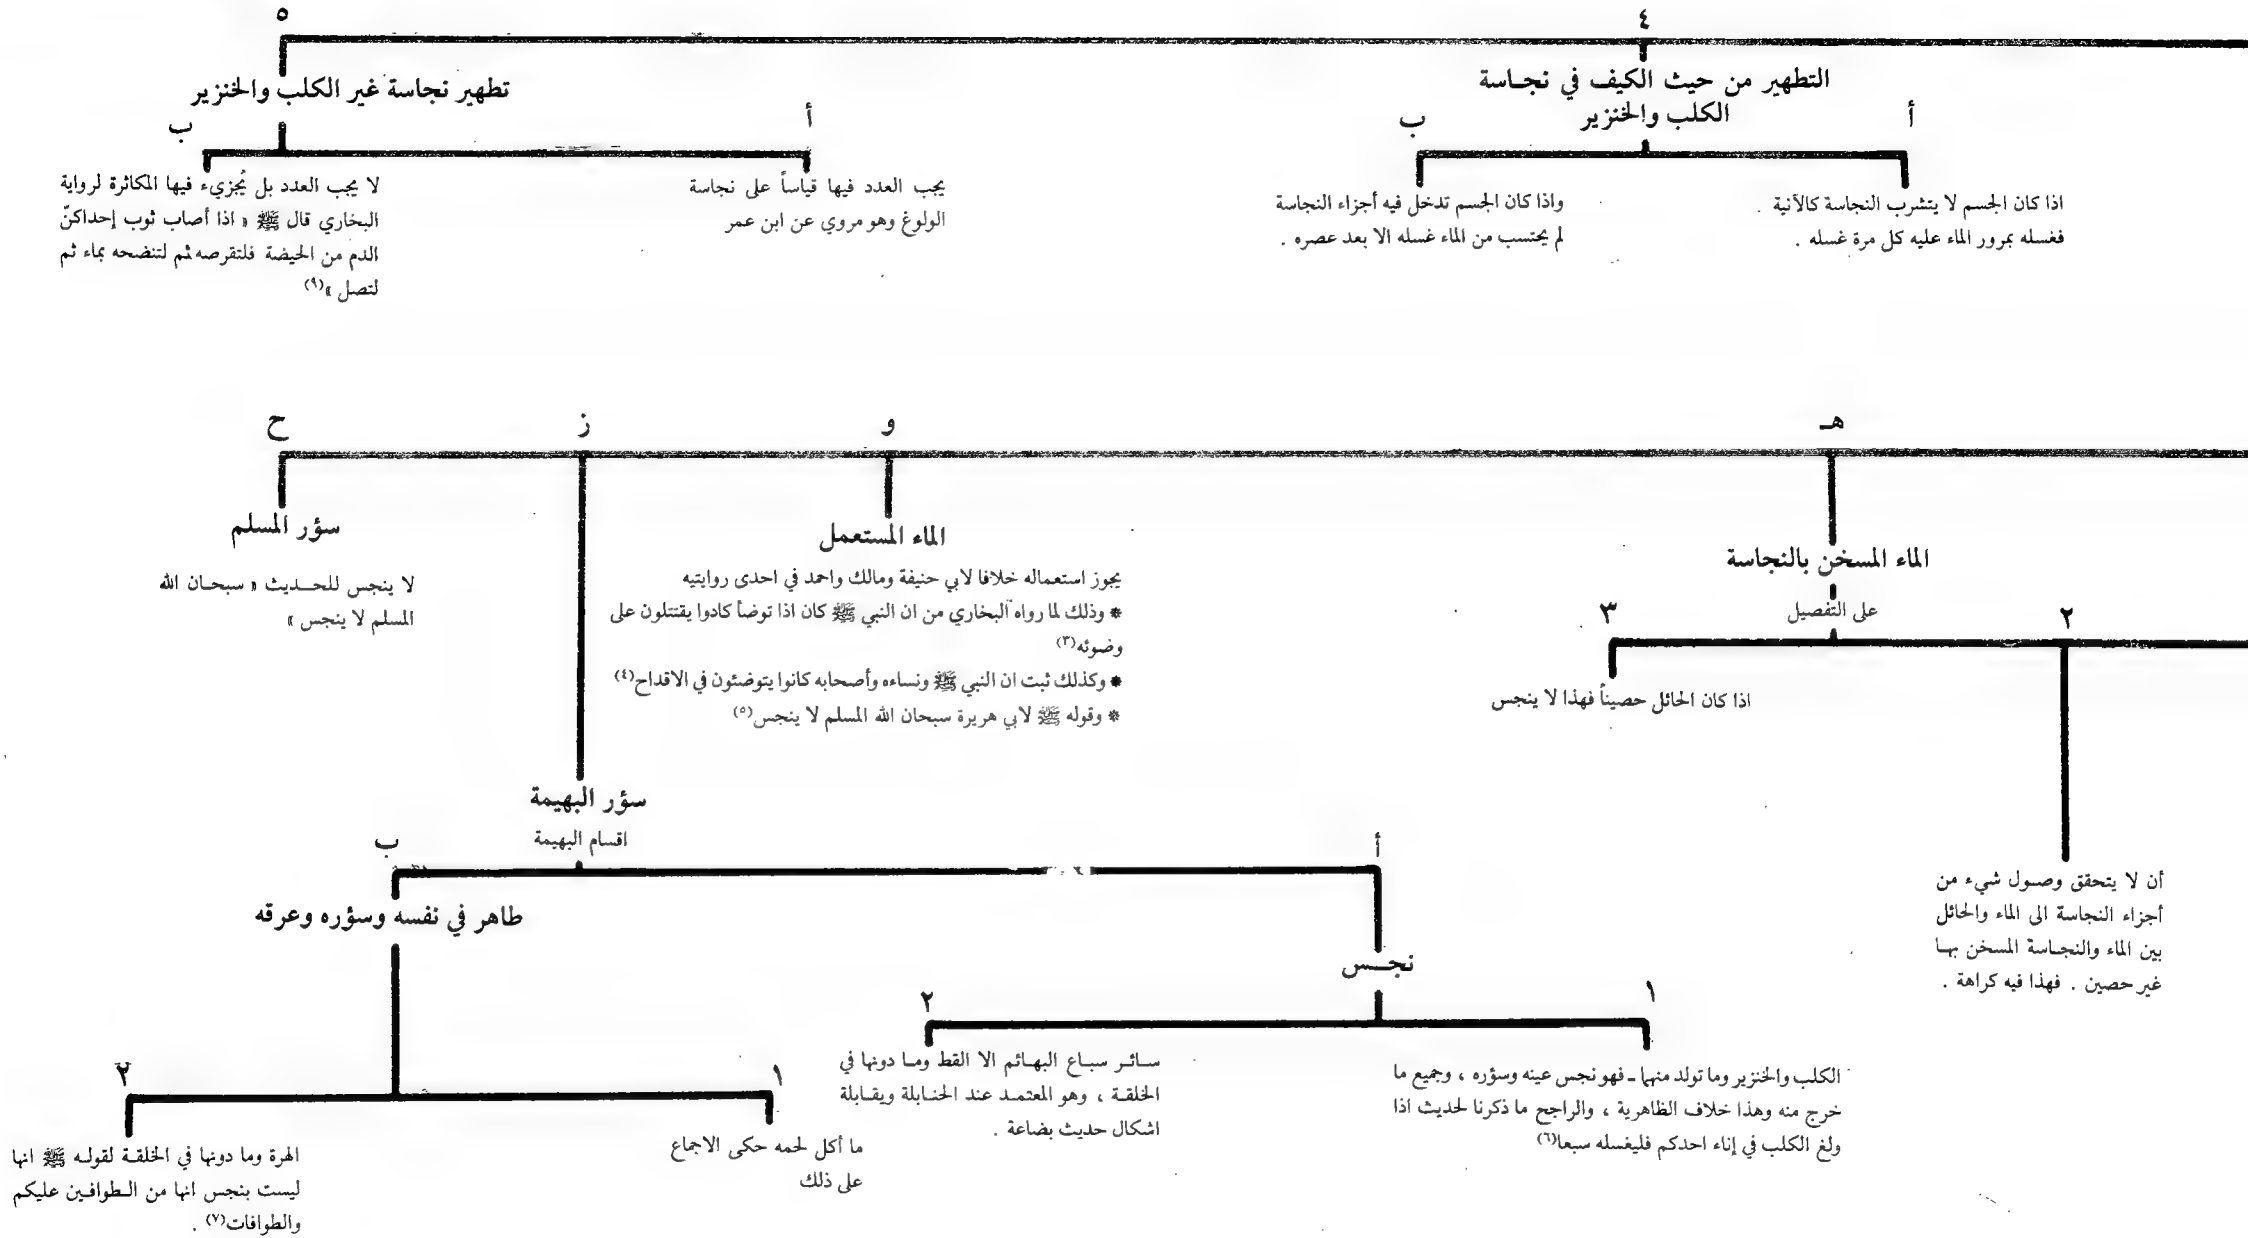 ٤
التطهير من حيث الكيف في نجاسة
الكلب والخنزير
أ
اذا كان الجسم لا يتشرب النجاسة كالآنية
فغسله بمرور الماء عليه كل مرة غسله .
ب
واذا كان الجسم تدخل فيه أجزاء النجاسة
لم يحتسب من الماء غسله الا بعد عصره .
٥
تطهير نجاسة غير الكلب والخنزير
أ
يجب العدد فيها قياساً على نجاسة
الولوغ وهو مروي عن ابن عمر
ب
لا يجب العدد بل يُجزيء فيها المكاثرة لرواية
البخاري قال ﷺ « اذا أصاب ثوب إحداكنّ
الدم من الحيضة فلتقرصه ثم لتنضحه بماء ثم
لتصل »(٩)
هـ
الماء المسخن بالنجاسة
على التفصيل
٢
أن لا يتحقق وصول شيء من
أجزاء النجاسة الى الماء والحائل
بين الماء والنجاسة المسخن بها
غير حصين . فهذا فيه كراهة .
٣
اذا كان الحائل حصيناً فهذا لا ينجس
و
الماء المستعمل
يجوز استعماله خلافا لابي حنيفة ومالك واحمد في احدى روايتيه
* وذلك لما رواه البخاري من ان النبي ﷺ كان اذا توضأ كادوا يقتتلون على
وضوئه(٣)
* وكذلك ثبت ان النبي ﷺ ونساءه وأصحابه كانوا يتوضئون في الاقداح(٤)
* وقوله ﷺ لابي هريرة سبحان الله المسلم لا ينجس(٥)
ز
سؤر البهيمة
اقسام البهيمة
أ
نجس
١
الكلب والخنزير وما تولد منهما ـ فهو نجس عينه وسؤره ، وجميع ما
خرج منه وهذا خلاف الظاهرية ، والراجح ما ذكرنا لحديث اذا
ولغ الكلب في إناء احدكم فليغسله سبعا(٦)
٢
سائر سباع البهائم الا القط وما دونها في
الخلقة ، وهو المعتمد عند الحنابلة ويقابلة
اشكال حديث بضاعة .
ب
طاهر في نفسه وسؤره وعرقه
١
ما أكل لحمه حكى الاجماع
على ذلك
٢
الهرة وما دونها في الخلقة لقوله ﷺ انها
ليست بنجس انها من الطوافين عليكم
والطوافات(٧) .
ح
سؤر المسلم
لا ينجس للحديث « سبحان الله
المسلم لا ينجس »